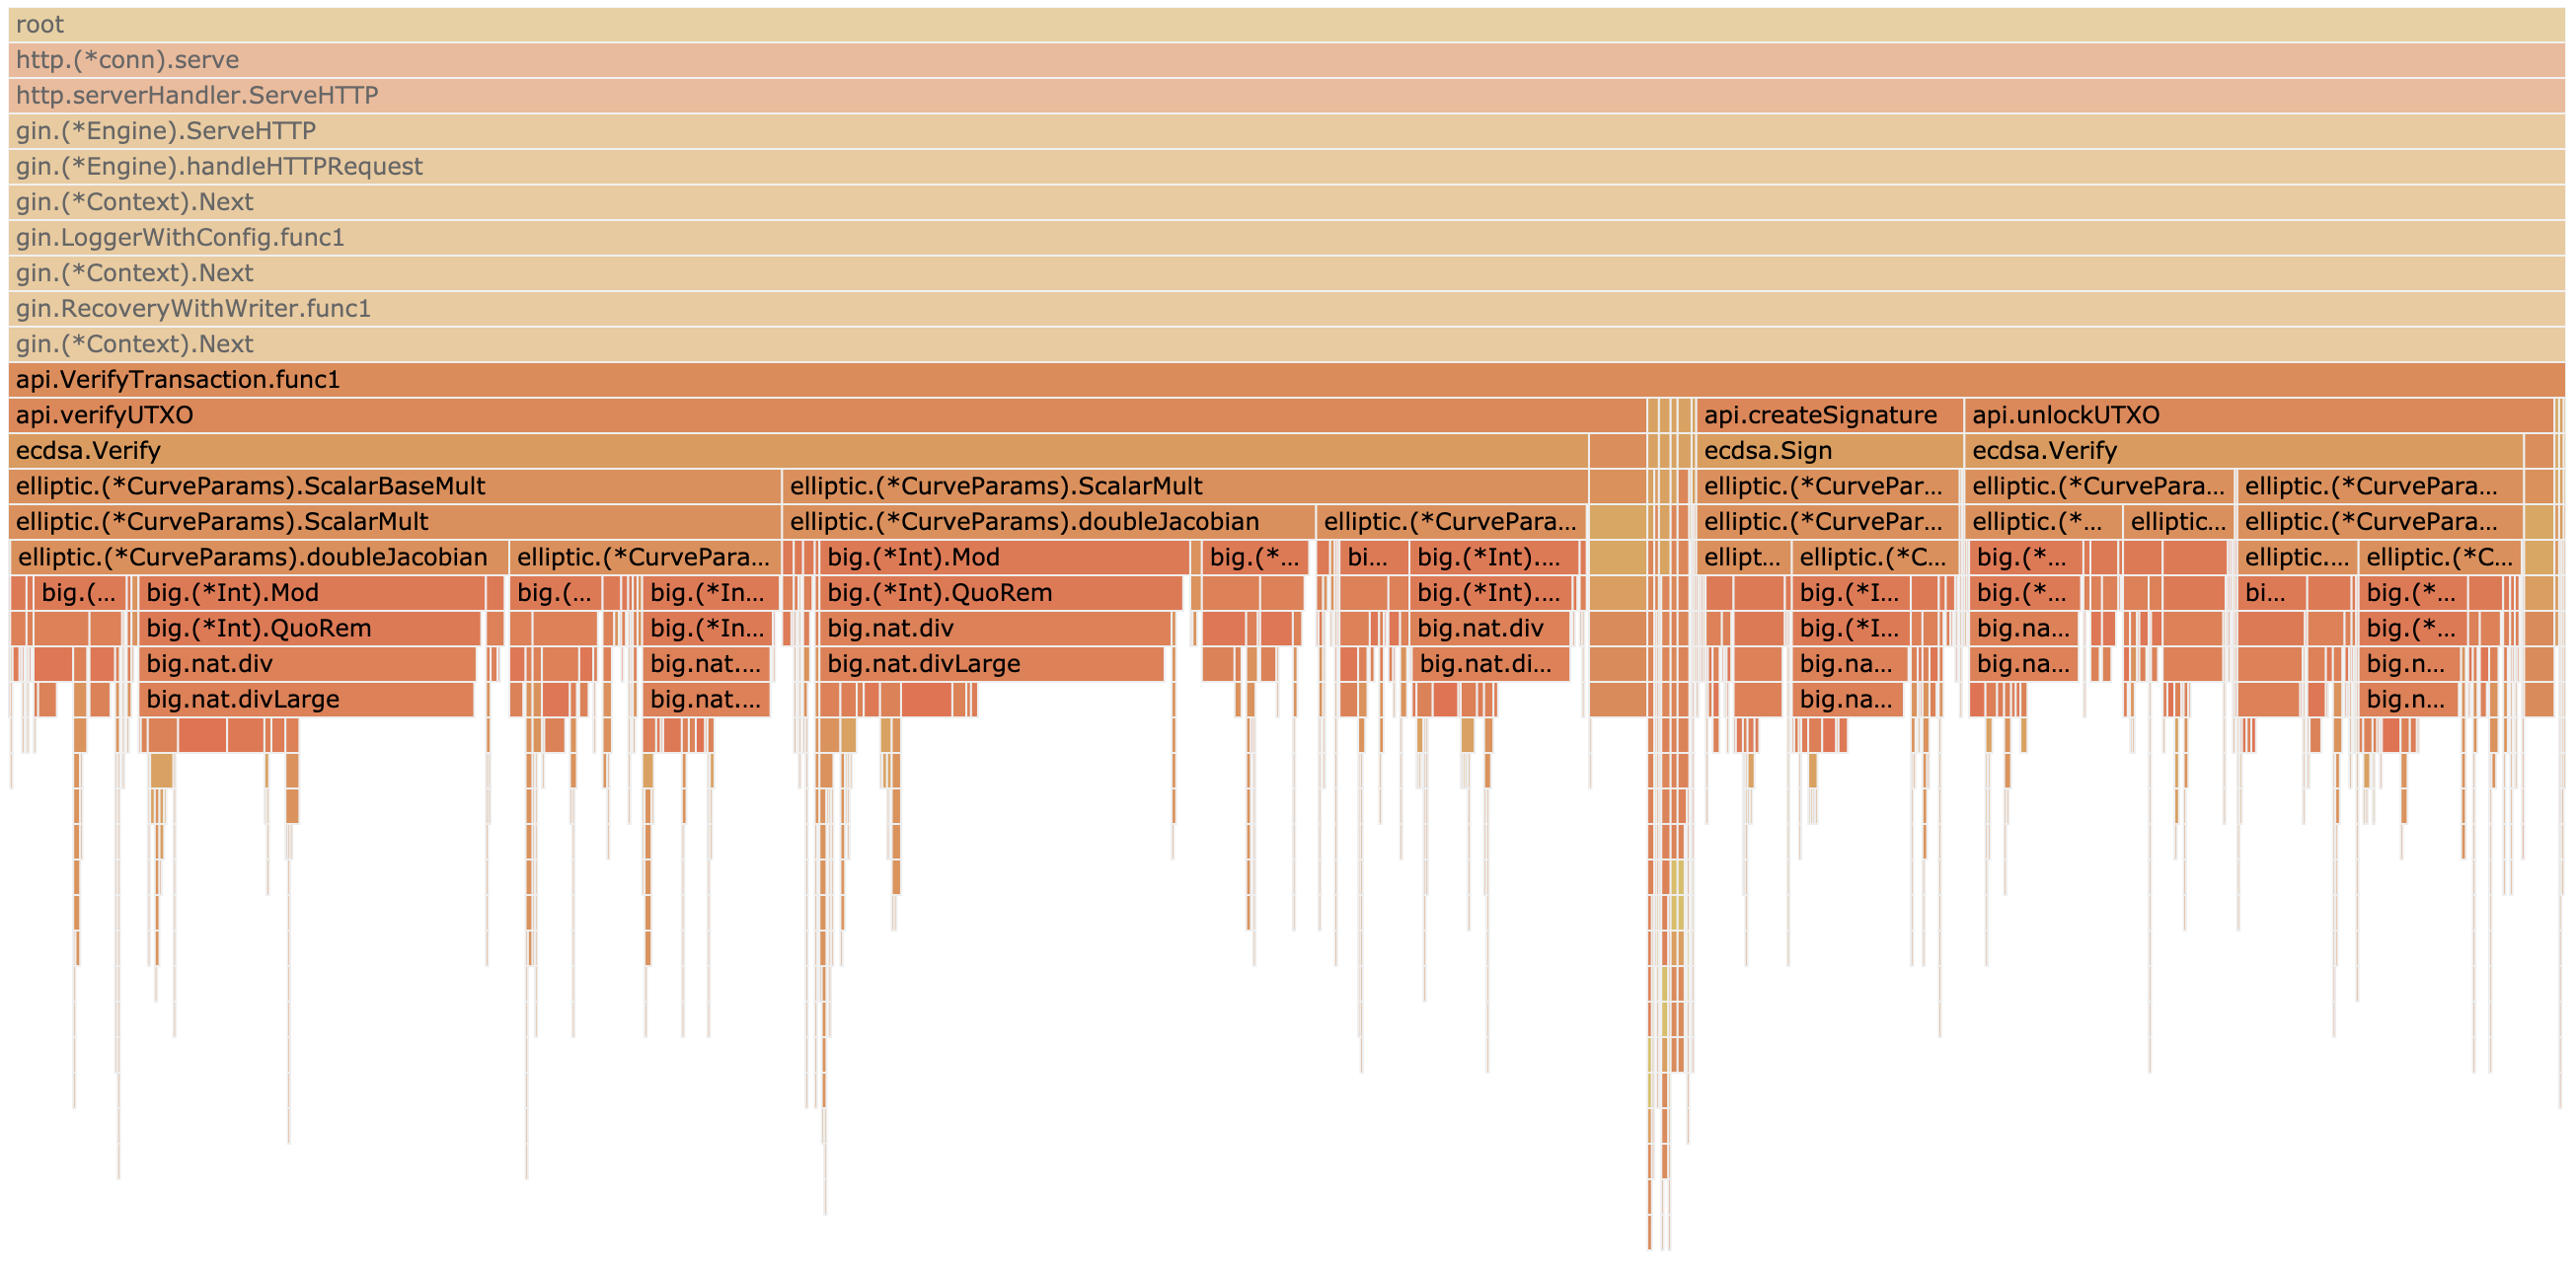 root
http.(*conn).serve
http.serverHandler.ServeHTTP
gin.(*Engine).ServeHTTP
gin.(*Engine).handleHTTPRequest
gin.(*Context).Next
gin.LoggerWithConfig.func1
gin.(*Context).Next
gin.RecoveryWithWriter.func1
gin.(*Context).Next
api.VerifyTransaction.func1
api.verifyUTXO api.createSignature api.unlockUTXO
ecdsa.Verify ecdsa.Sign ecdsa.Verify
elliptic.(*CurveParams).ScalarBaseMult elliptic.(*CurveParams).ScalarMult elliptic.(*CurvePar... elliptic.(*CurvePara... elliptic.(*CurvePara...
elliptic.(*CurveParams).ScalarMult elliptic.(*CurveParams).doubleJacobian elliptic.(*CurvePara... elliptic.(*CurvePar... elliptic.(*... elliptic... elliptic.(*CurvePara...
elliptic.(*CurveParams).doubleJacobian elliptic.(*CurvePara... big.(*Int).Mod big.(*... bi... big.(*Int).... ellipt... elliptic.(*C... big.(*... elliptic.... elliptic.(*C...
big.(... big.(*Int).Mod big.(... big.(*In... big.(*Int).QuoRem big.(*Int).... big.(*I... big.(*... bi... big.(*...
big.(*Int).QuoRem big.(*In... big.nat.div big.nat.div big.(*I... big.na... big.(*...
big.nat.div big.nat.... big.nat.divLarge big.nat.di... big.na... big.na... big.n...
big.nat.divLarge big.nat.... big.na... big.n...